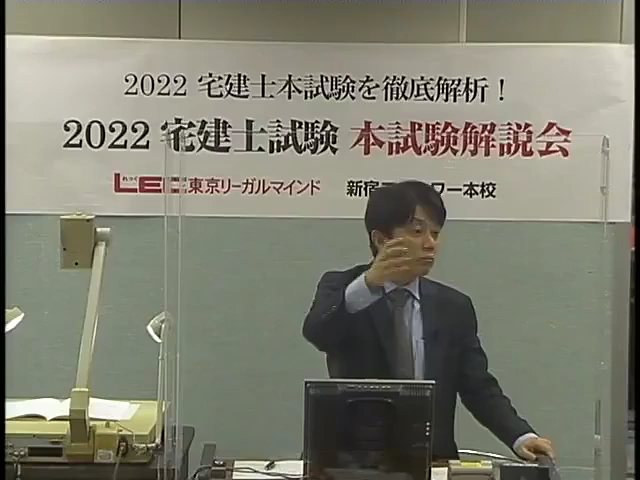 2022 宅建士本試験を徹底解析！
2022 宅建士試験 本試験解説会
LEC東京リーガルマインド 新宿エ ワー本校